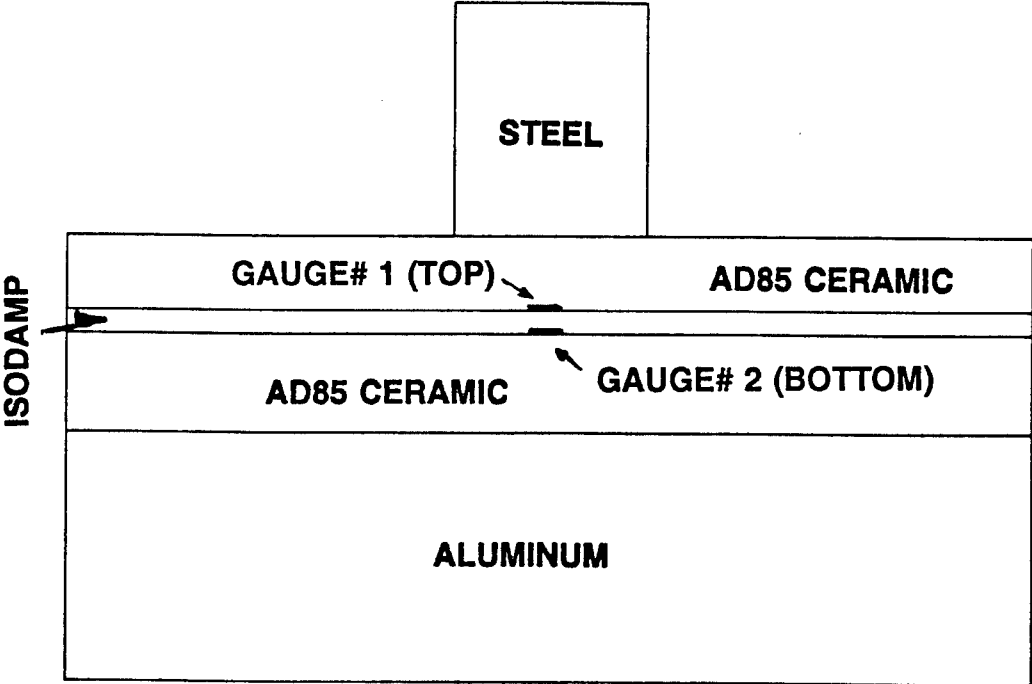 STEEL
GAUGE# 1 (TOP)
AD85 CERAMIC
ISODAMP
GAUGE# 2 (BOTTOM)
AD85 CERAMIC
ALUMINUM